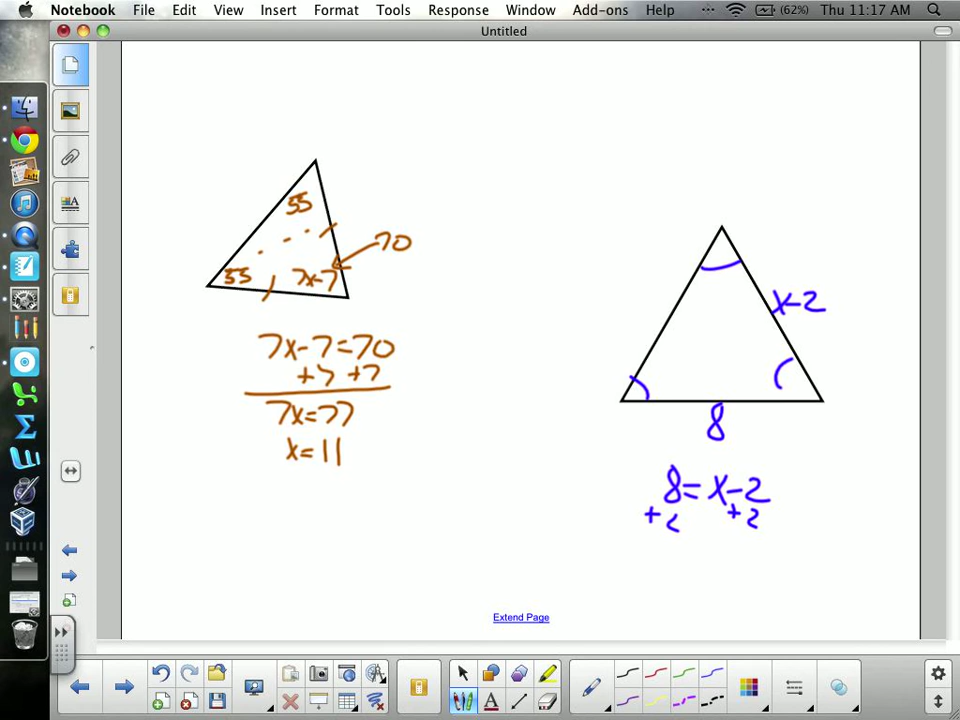 Notebook File Edit View Insert Format Tools Response Window Add-ons Help (62%) Thu 11:17 AM
Untitled
55
70
55 7x-7
7x-7=70
+7 +7
7x=77
x=11
x-2
8
8=x-2
+2 +2
Extend Page